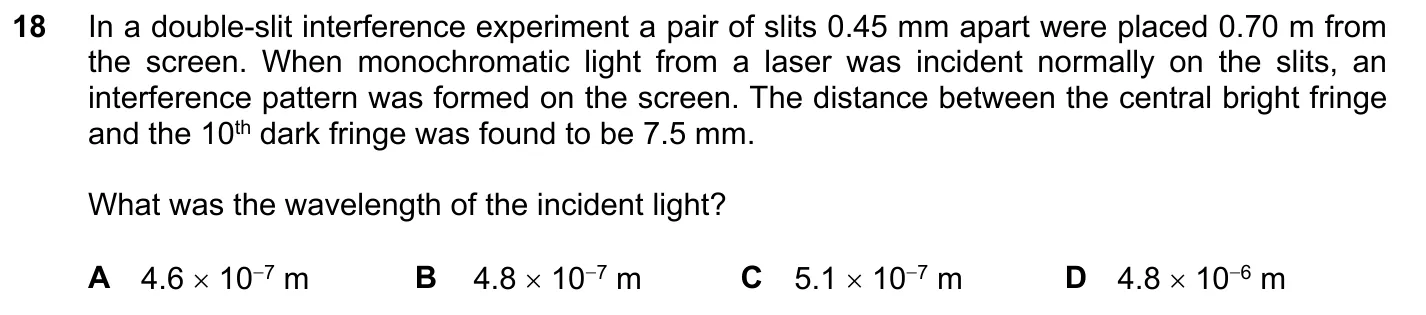 18 In a double-slit interference experiment a pair of slits 0.45 mm apart were placed 0.70 m from
the screen. When monochromatic light from a laser was incident normally on the slits, an
interference pattern was formed on the screen. The distance between the central bright fringe
and the 10th dark fringe was found to be 7.5 mm.
What was the wavelength of the incident light?
A 4.6 × 10⁻⁷ m B 4.8 × 10⁻⁷ m C 5.1 × 10⁻⁷ m D 4.8 × 10⁻⁶ m